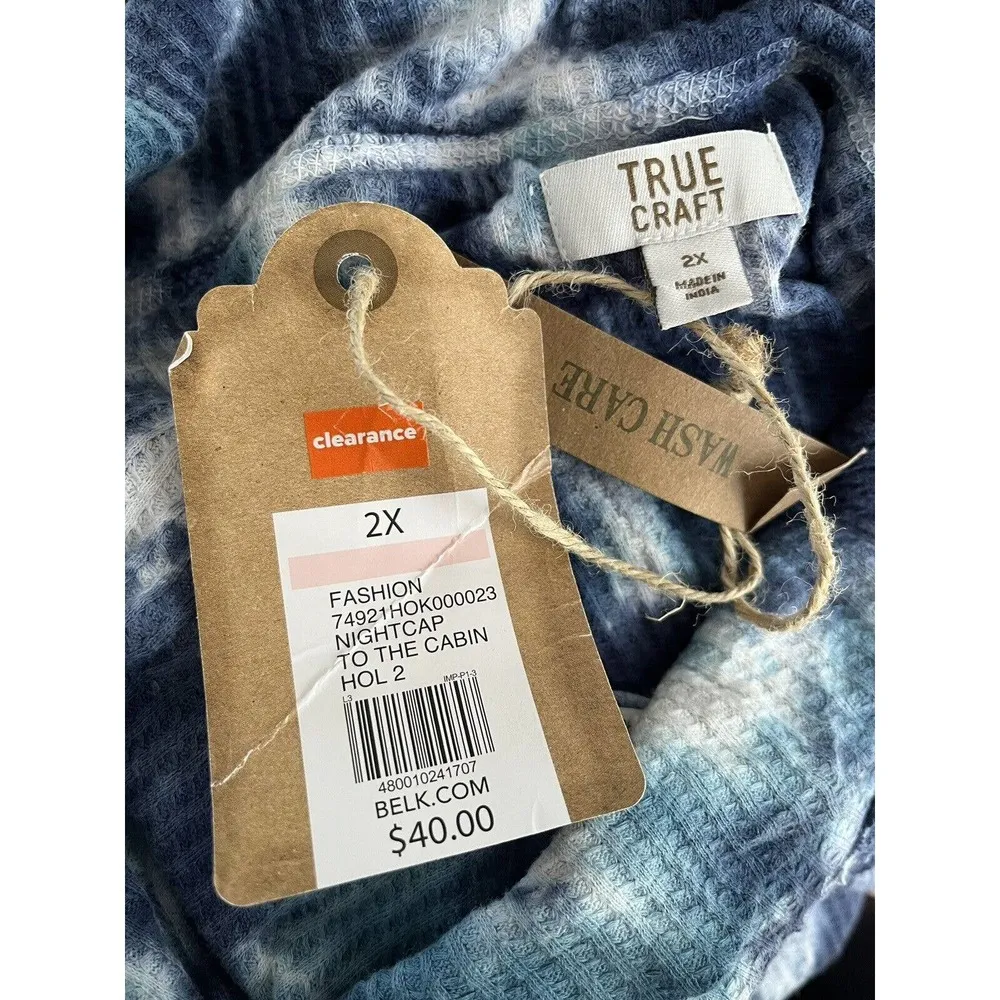 TRUE
CRAFT
2X
MADE IN
INDIA
WASH CARE
clearance
2X
FASHION
74921HOK000023
NIGHTCAP
TO THE CABIN
HOL 2
L3
IMP-P1-3
480010241707
BELK.COM
$40.00